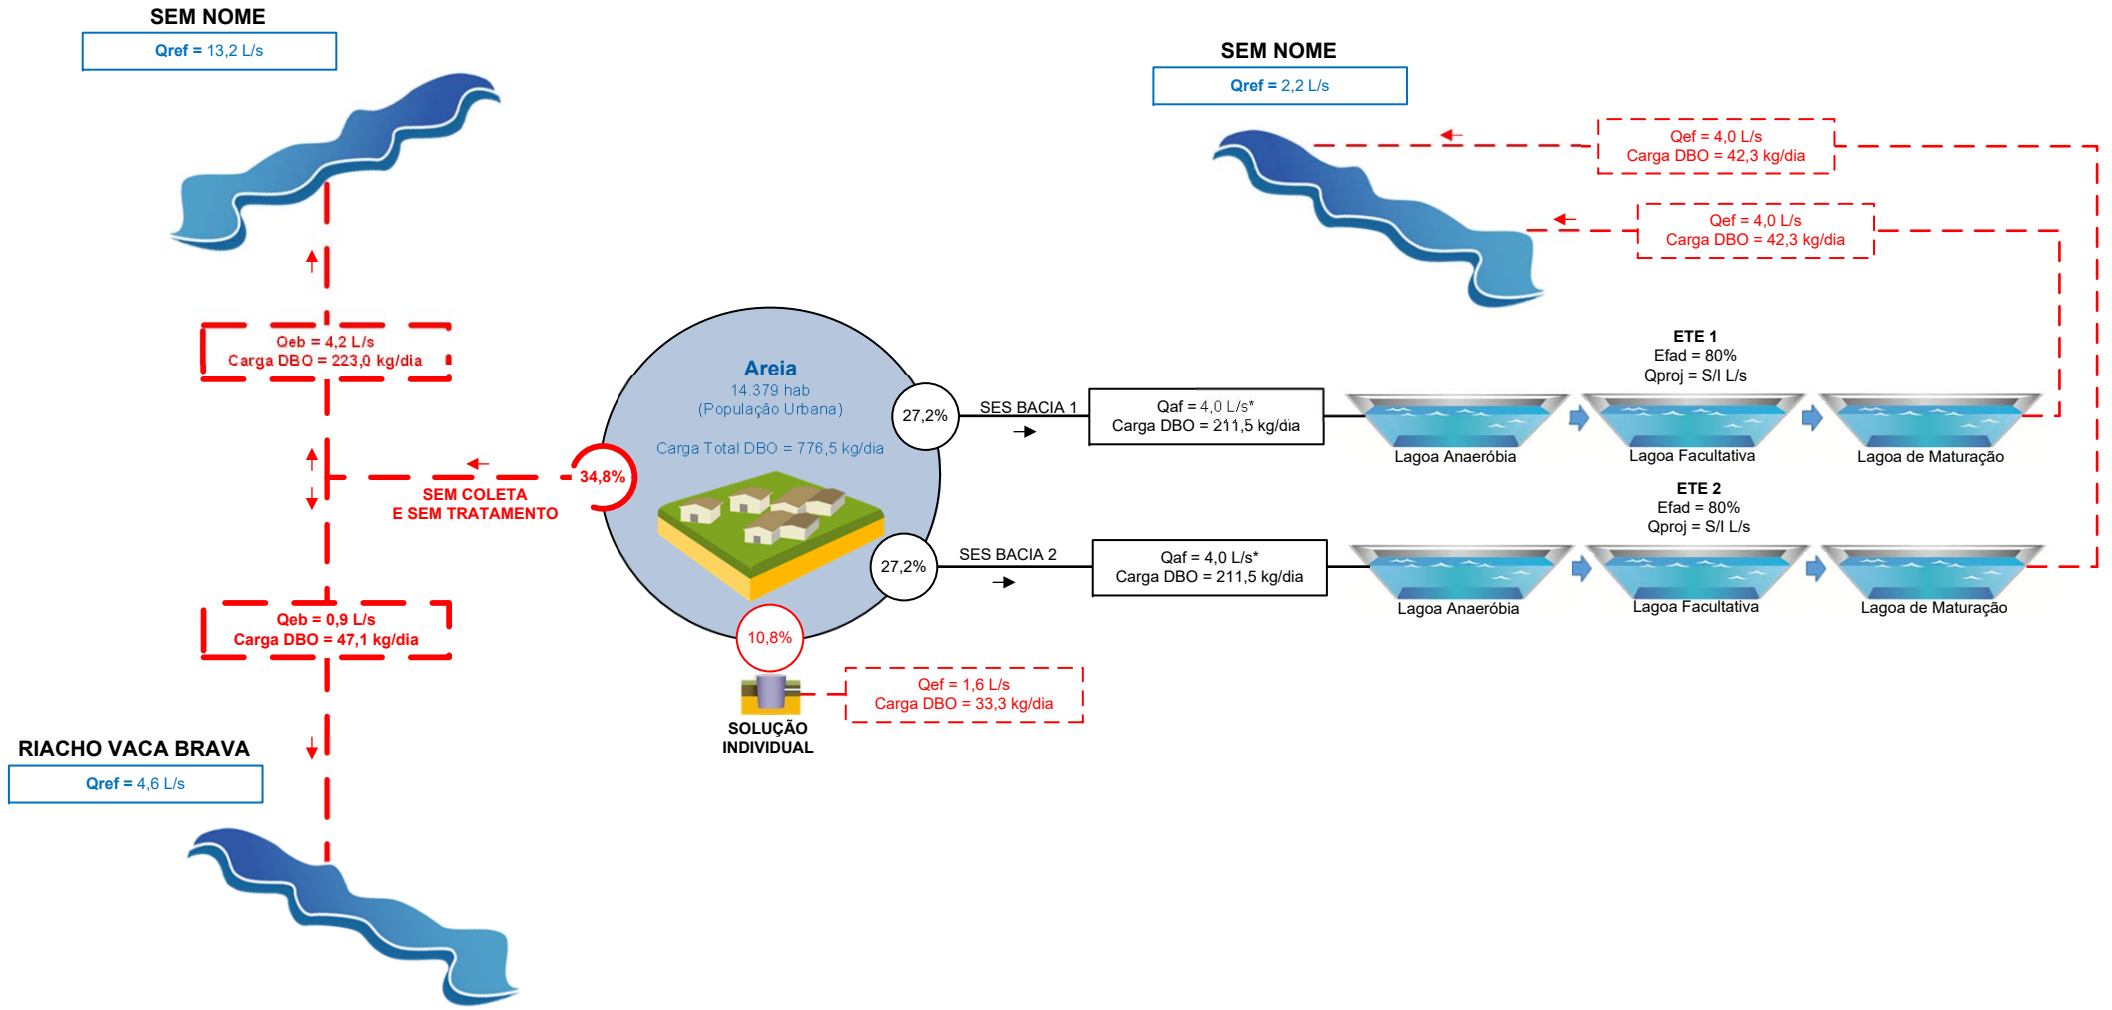 SEM NOME
Qref = 13,2 L/s
SEM NOME
Qref = 2,2 L/s
Qef = 4,0 L/s
Carga DBO = 42,3 kg/dia
Qef = 4,0 L/s
Carga DBO = 42,3 kg/dia
Qeb = 4,2 L/s
Carga DBO = 223,0 kg/dia
Areia
14.379 hab
(População Urbana)
Carga Total DBO = 776,5 kg/dia
34,8%
SEM COLETA
E SEM TRATAMENTO
27,2%
SES BACIA 1
Qaf = 4,0 L/s*
Carga DBO = 211,5 kg/dia
ETE 1
Efad = 80%
Qproj = S/I L/s
Lagoa Anaeróbia
Lagoa Facultativa
Lagoa de Maturação
27,2%
SES BACIA 2
Qaf = 4,0 L/s*
Carga DBO = 211,5 kg/dia
ETE 2
Efad = 80%
Qproj = S/I L/s
Lagoa Anaeróbia
Lagoa Facultativa
Lagoa de Maturação
Qeb = 0,9 L/s
Carga DBO = 47,1 kg/dia
10,8%
Qef = 1,6 L/s
Carga DBO = 33,3 kg/dia
SOLUÇÃO
INDIVIDUAL
RIACHO VACA BRAVA
Qref = 4,6 L/s